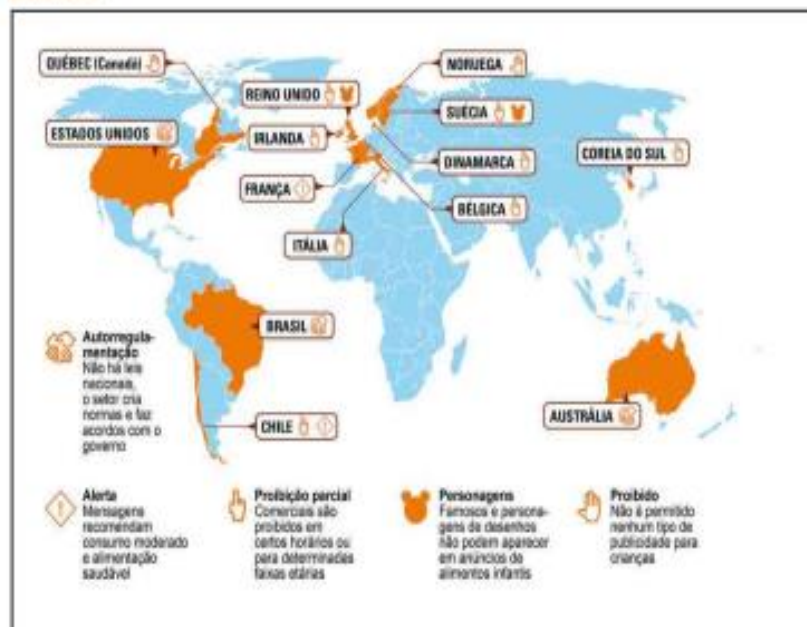 QUÉBEC (Canadá)
NORUEGA
REINO UNIDO
SUÉCIA
ESTADOS UNIDOS
IRLANDA
DINAMARCA
COREIA DO SUL
FRANÇA
BÉLGICA
ITÁLIA
BRASIL
CHILE
AUSTRÁLIA
Autorregula-
mentação
Não há leis
nacionais,
o setor cria
normas e faz
acordos com o
governo
Alerta
Mensagens
recomendam
consumo moderado
e alimentação
saudável
Proibição parcial
Comerciais são
proibidos em
certos horários ou
para determinadas
faixas etárias
Personagens
Famosos e persona-
gens de desenhos
não podem aparecer
em anúncios de
alimentos infantis
Proibido
Não é permitido
nenhum tipo de
publicidade para
crianças